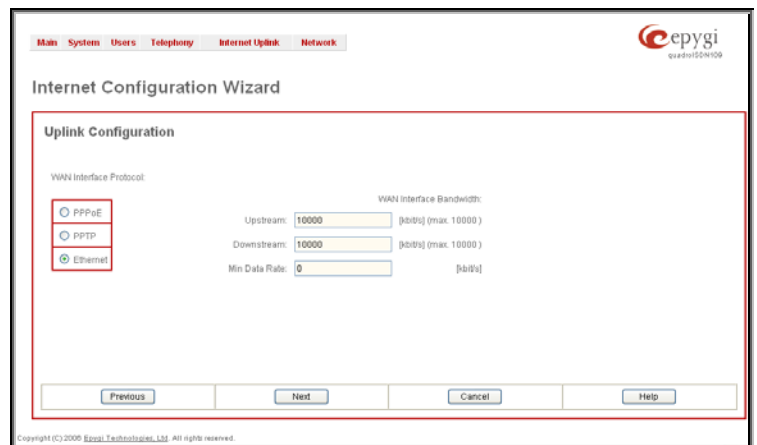 Main System Users Telephony Internet Uplink Network
epygi
quadroISDN109
Internet Configuration Wizard
Uplink Configuration
WAN Interface Protocol:
WAN Interface Bandwidth:
PPPoE
Upstream: 10000 [kbit/s] (max. 10000 )
PPTP
Downstream: 10000 [kbit/s] (max. 10000 )
Ethernet
Min Data Rate: 0 [kbit/s]
Previous Next Cancel Help
Copyright (C) 2006 Epygi Technologies, Ltd. All rights reserved.